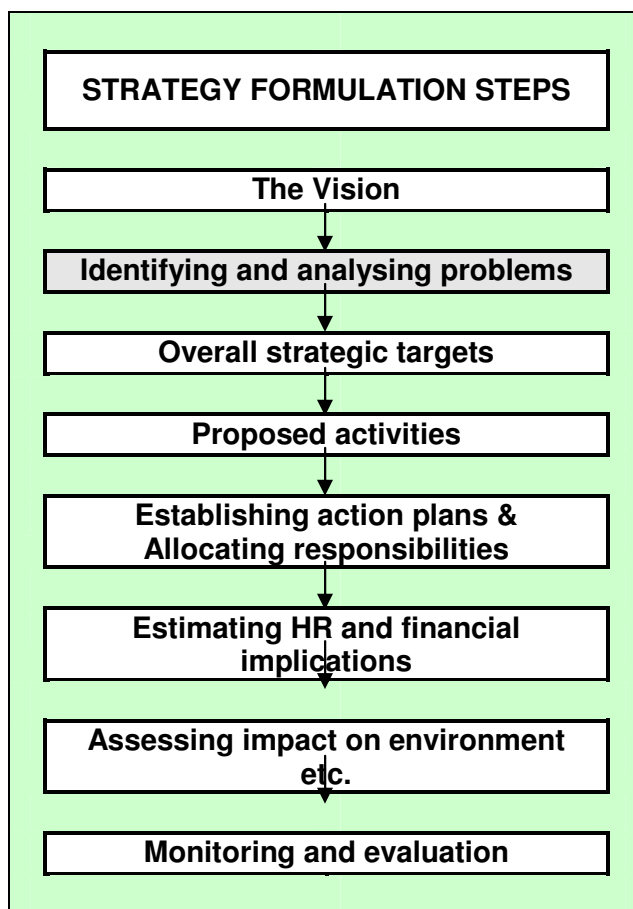 STRATEGY FORMULATION STEPS
The Vision
Identifying and analysing problems
Overall strategic targets
Proposed activities
Establishing action plans &
Allocating responsibilities
Estimating HR and financial
implications
Assessing impact on environment
etc.
Monitoring and evaluation